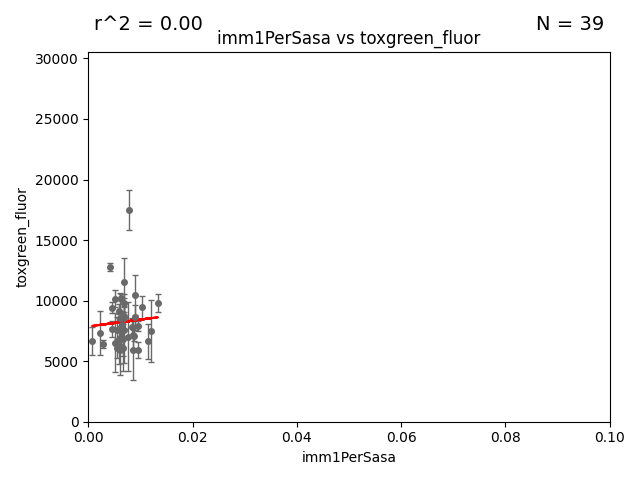 r^2 = 0.00
N = 39
imm1PerSasa vs toxgreen_fluor
30000
25000
20000
15000
10000
5000
0
toxgreen_fluor
0.00
0.02
0.04
0.06
0.08
0.10
imm1PerSasa